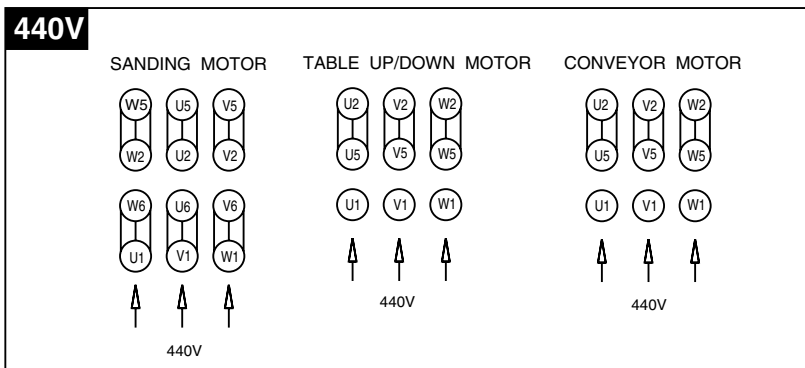 440V
SANDING MOTOR
W5 U5 V5
W2 U2 V2
W6 U6 V6
U1 V1 W1
440V
TABLE UP/DOWN MOTOR
U2 V2 W2
U5 V5 W5
U1 V1 W1
440V
CONVEYOR MOTOR
U2 V2 W2
U5 V5 W5
U1 V1 W1
440V